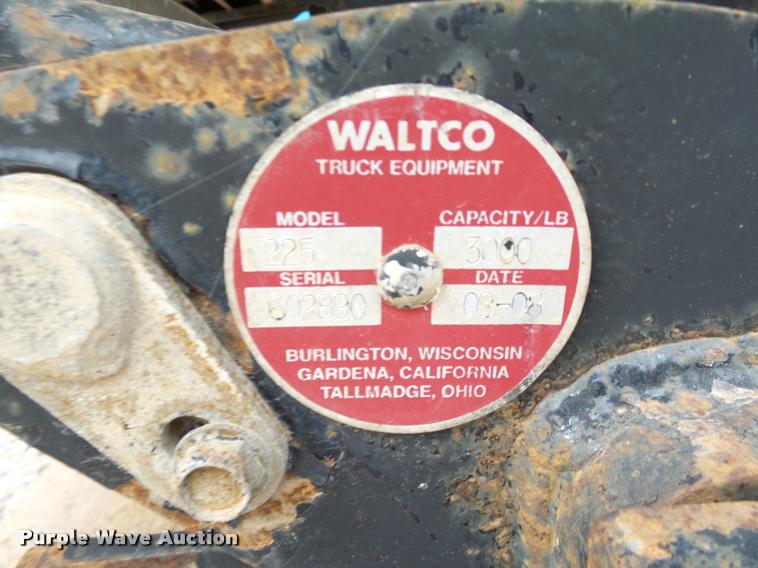 WALTCO
TRUCK EQUIPMENT
MODEL CAPACITY/LB
225 3000
SERIAL DATE
09-08
BURLINGTON, WISCONSIN
GARDENA, CALIFORNIA
TALLMADGE, OHIO
Purple Wave Auction